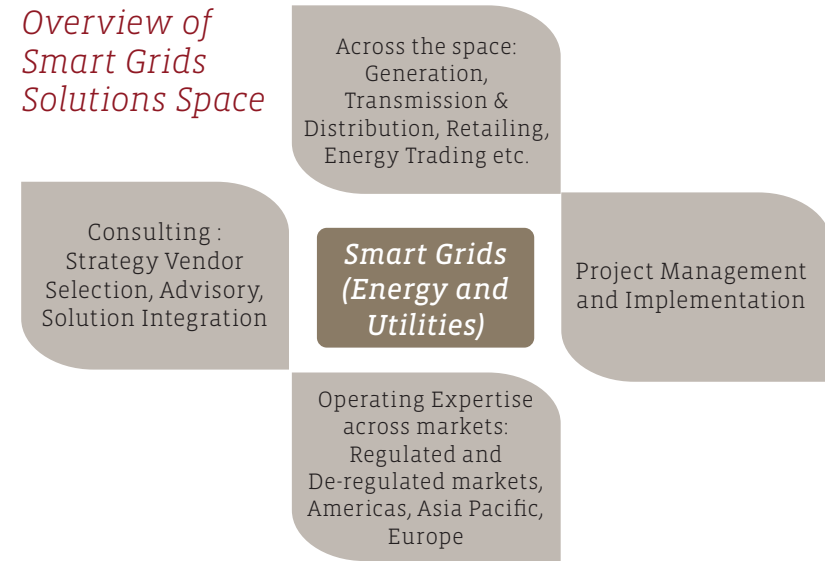 Overview of
Smart Grids
Solutions Space
Across the space:
Generation,
Transmission &
Distribution, Retailing,
Energy Trading etc.
Consulting :
Strategy Vendor
Selection, Advisory,
Solution Integration
Smart Grids
(Energy and
Utilities)
Project Management
and Implementation
Operating Expertise
across markets:
Regulated and
De-regulated markets,
Americas, Asia Pacific,
Europe